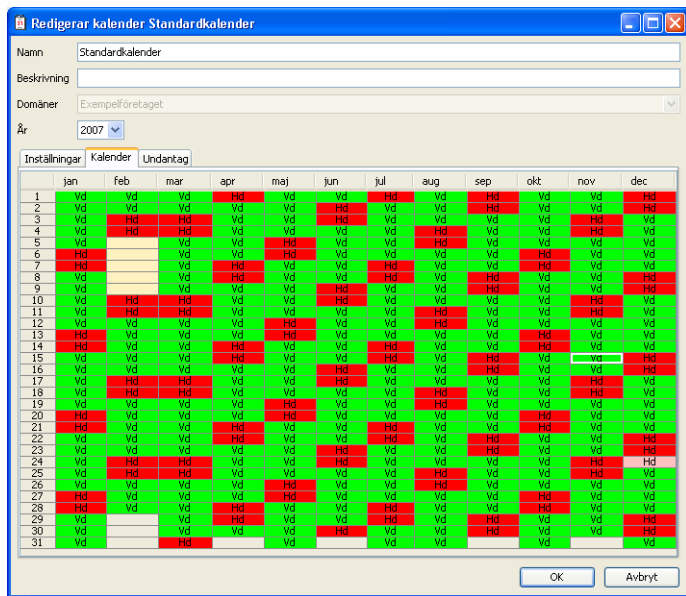 Redigerar kalender Standardkalender
Namn Standardkalender
Beskrivning
Domäner Exempelföretaget
År 2007
Inställningar Kalender Undantag
jan feb mar apr maj jun jul aug sep okt nov dec
1 Vd Vd Vd Hd Vd Vd Hd Vd Hd Vd Vd Hd
2 Vd Vd Vd Vd Vd Hd Vd Vd Hd Vd Vd Hd
3 Vd Hd Hd Vd Vd Hd Vd Vd Vd Vd Hd Vd
4 Vd Hd Hd Vd Vd Vd Vd Hd Vd Vd Hd Vd
5 Vd Vd Vd Hd Vd Vd Hd Vd Vd Vd Vd
6 Hd Vd Vd Hd Vd Vd Vd Vd Hd Vd Vd
7 Hd Vd Hd Vd Vd Hd Vd Vd Hd Vd Vd
8 Vd Vd Hd Vd Vd Hd Vd Hd Vd Vd Hd
9 Vd Vd Vd Vd Hd Vd Vd Hd Vd Vd Hd
10 Vd Hd Hd Vd Vd Hd Vd Vd Vd Vd Hd Vd
11 Vd Hd Hd Vd Vd Vd Vd Hd Vd Vd Hd Vd
12 Vd Vd Vd Vd Hd Vd Vd Hd Vd Vd Vd Vd
13 Hd Vd Vd Vd Hd Vd Vd Vd Vd Hd Vd Vd
14 Hd Vd Vd Hd Vd Vd Hd Vd Vd Hd Vd Vd
15 Vd Vd Vd Hd Vd Vd Hd Vd Hd Vd Vd Hd
16 Vd Vd Vd Vd Vd Hd Vd Vd Hd Vd Vd Hd
17 Vd Hd Hd Vd Vd Hd Vd Vd Vd Vd Hd Vd
18 Vd Hd Hd Vd Vd Vd Vd Hd Vd Vd Hd Vd
19 Vd Vd Vd Vd Hd Vd Vd Hd Vd Vd Vd Vd
20 Hd Vd Vd Vd Hd Vd Vd Vd Vd Hd Vd Vd
21 Hd Vd Vd Hd Vd Vd Hd Vd Vd Hd Vd Vd
22 Vd Vd Vd Hd Vd Vd Hd Vd Hd Vd Vd Hd
23 Vd Vd Vd Vd Vd Hd Vd Vd Hd Vd Vd Hd
24 Vd Hd Hd Vd Vd Hd Vd Vd Vd Vd Hd Hd
25 Vd Hd Hd Vd Vd Vd Vd Hd Vd Vd Hd Vd
26 Vd Vd Vd Vd Hd Vd Vd Hd Vd Vd Vd Vd
27 Hd Vd Vd Vd Hd Vd Vd Vd Vd Hd Vd Vd
28 Hd Vd Vd Hd Vd Vd Hd Vd Vd Hd Vd Vd
29 Vd Vd Hd Vd Vd Hd Vd Hd Vd Vd Hd
30 Vd Vd Vd Vd Hd Vd Vd Hd Vd Vd Hd
31 Vd Hd Vd Vd Vd Vd Vd
OK Avbryt